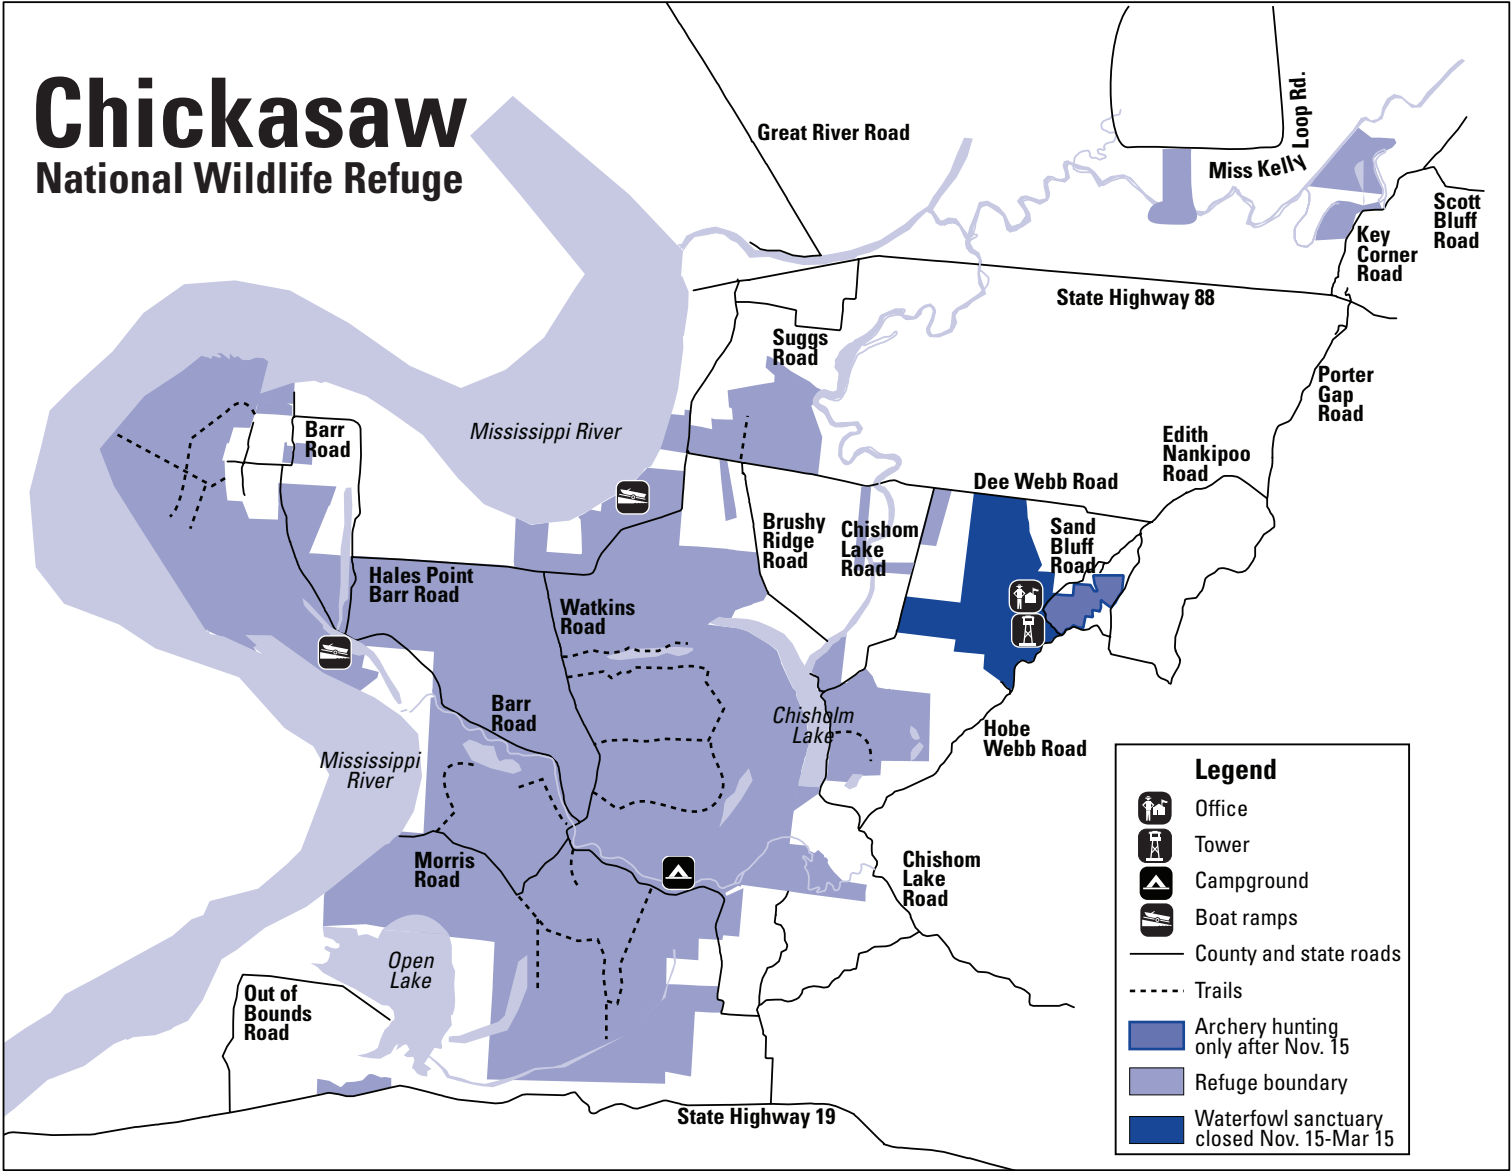 Chickasaw
National Wildlife Refuge
Great River Road
Loop Rd.
Miss Kelly
Scott
Bluff
Road
Key
Corner
Road
State Highway 88
Suggs
Road
Porter
Gap
Road
Mississippi River
Barr
Road
Edith
Nankipoo
Road
Dee Webb Road
Brushy
Ridge
Road
Chishom
Lake
Road
Sand
Bluff
Road
Hales Point
Barr Road
Watkins
Road
Barr
Road
Chisholm
Lake
Hobe
Webb Road
Mississippi
River
Morris
Road
Chishom
Lake
Road
Open
Lake
Out of
Bounds
Road
State Highway 19
Legend
Office
Tower
Campground
Boat ramps
County and state roads
Trails
Archery hunting
only after Nov. 15
Refuge boundary
Waterfowl sanctuary
closed Nov. 15-Mar 15